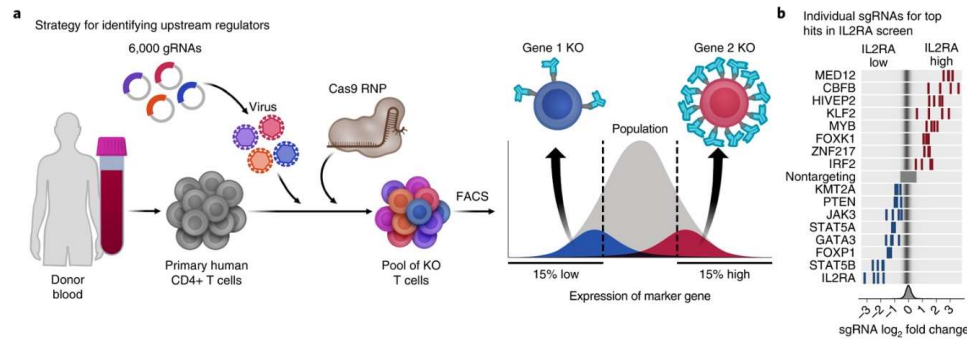 a
Strategy for identifying upstream regulators
6,000 gRNAs
Virus
Cas9 RNP
Donor
blood
Primary human
CD4+ T cells
Pool of KO
T cells
FACS
Gene 1 KO
Gene 2 KO
Population
15% low
15% high
Expression of marker gene
b
Individual sgRNAs for top
hits in IL2RA screen
IL2RA
low
IL2RA
high
MED12
CBFB
HIVEP2
KLF2
MYB
FOXK1
ZNF217
IRF2
Nontargeting
KMT2A
PTEN
JAK3
STAT5A
GATA3
FOXP1
STAT5B
IL2RA
–3 –2 –1 0 1 2 3
sgRNA log2 fold change